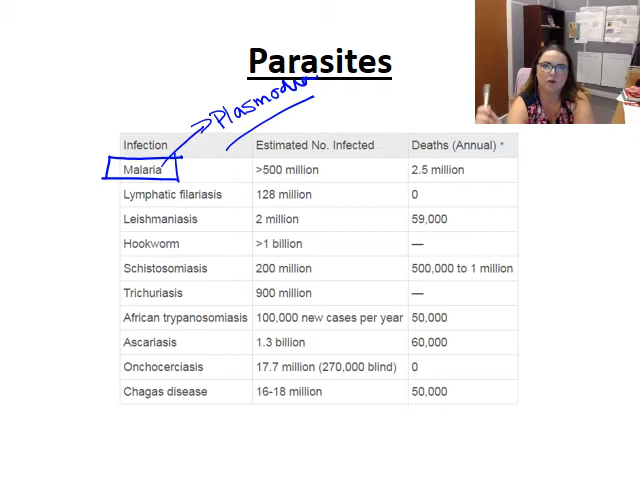 Parasites
Plasmodium
Infection Estimated No. Infected Deaths (Annual) *
Malaria >500 million 2.5 million
Lymphatic filariasis 128 million 0
Leishmaniasis 2 million 59,000
Hookworm >1 billion —
Schistosomiasis 200 million 500,000 to 1 million
Trichuriasis 900 million —
African trypanosomiasis 100,000 new cases per year 50,000
Ascariasis 1.3 billion 60,000
Onchocerciasis 17.7 million (270,000 blind) 0
Chagas disease 16-18 million 50,000